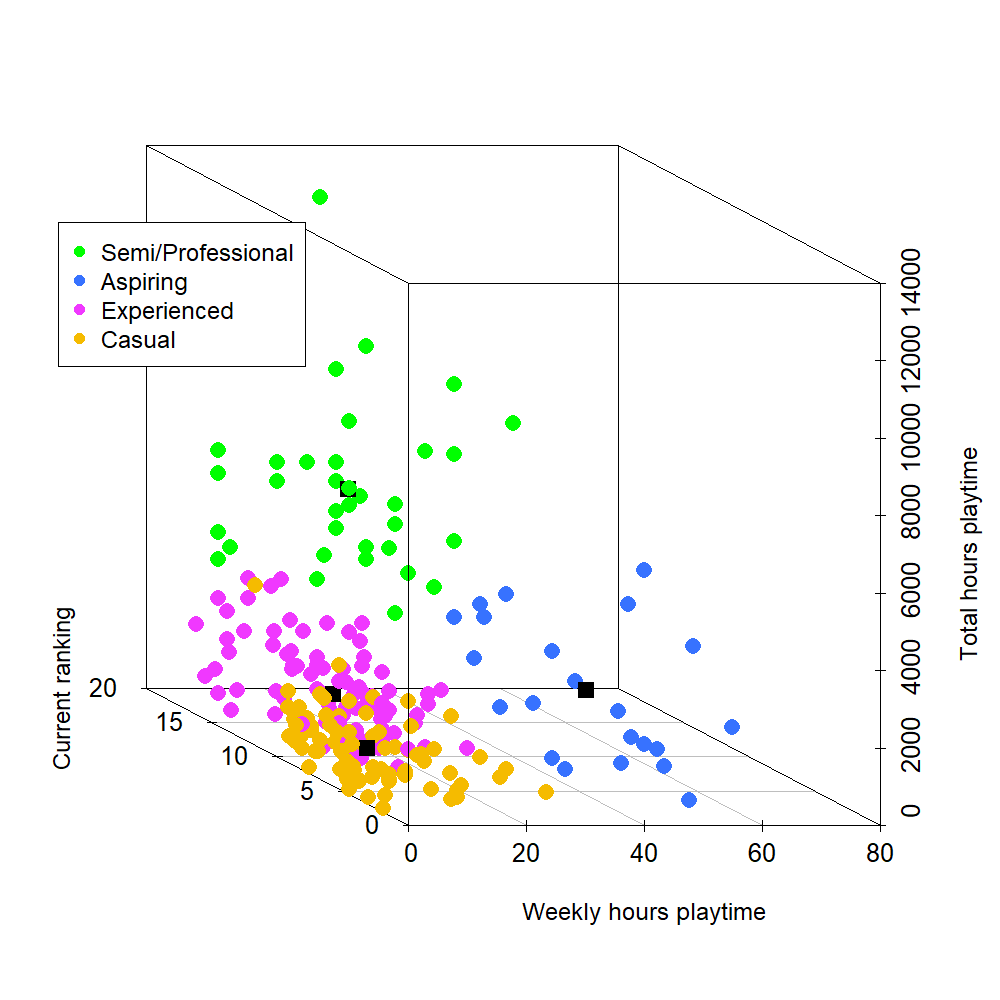 Semi/Professional
Aspiring
Experienced
Casual
Current ranking
20
15
10
5
0
0
20
40
60
80
Weekly hours playtime
14000
12000
10000
8000
6000
4000
2000
0
Total hours playtime